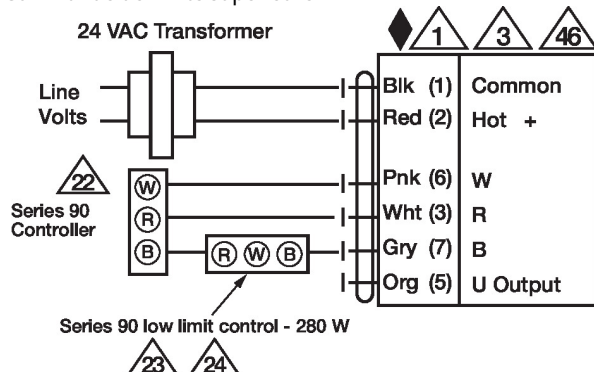 24 VAC Transformer
1 3 46
Line
Volts
Blk (1) Common
Red (2) Hot +
22
Series 90
Controller
W
R
B
R W B
Pnk (6) W
Wht (3) R
Gry (7) B
Org (5) U Output
Series 90 low limit control - 280 W
23 24